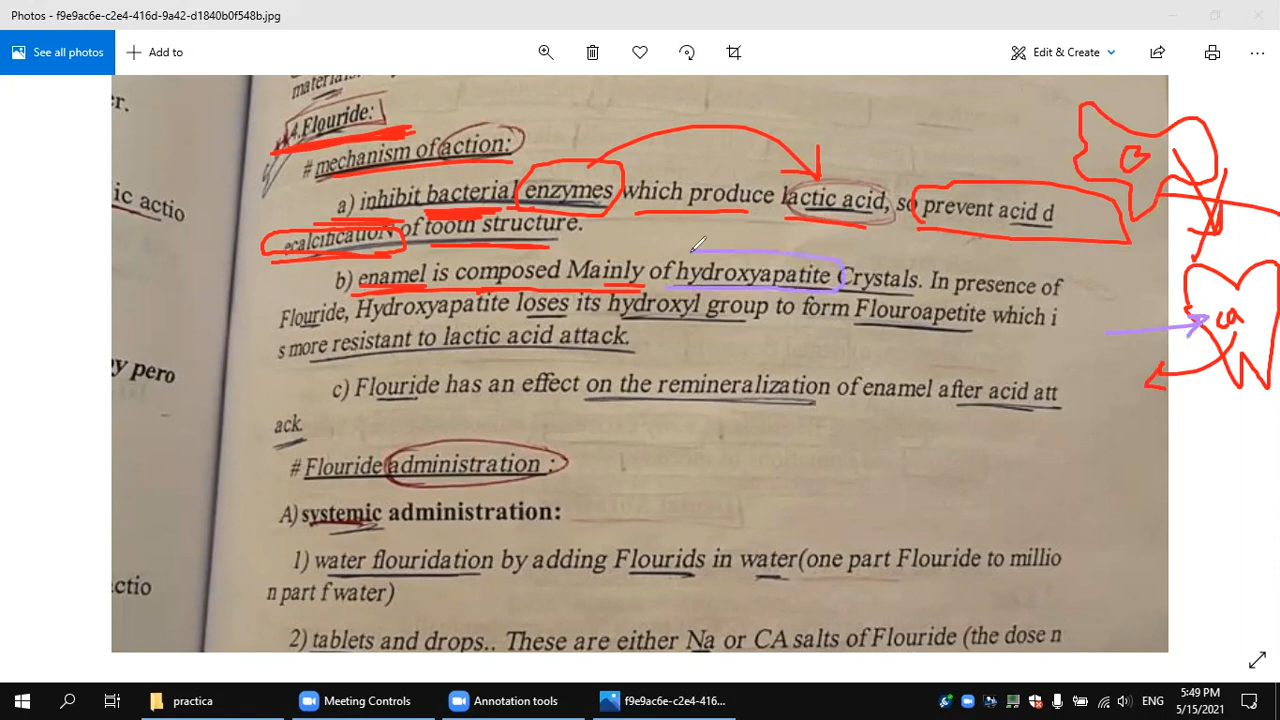 Photos - f9e9ac6e-c2e4-416d-9a42-d1840b0f548b.jpg
See all photos
Add to
Edit & Create
materials
er.
4.Flouride:
# mechanism of action:
ic actio
a) inhibit bacterial enzymes which produce lactic acid, so prevent acid d
ecalcification of tooth structure.
b) enamel is composed Mainly of hydroxyapatite Crystals. In presence of
Flouride, Hydroxyapatite loses its hydroxyl group to form Flouroapetite which i
s more resistant to lactic acid attack.
by pero
c) Flouride has an effect on the remineralization of enamel after acid att
ack.
# Flouride administration :
A) systemic administration:
1) water flouridation by adding Flourids in water(one part Flouride to millio
n part f water)
ctio
2) tablets and drops.. These are either Na or CA salts of Flouride (the dose n
ca
practica
Meeting Controls
Annotation tools
f9e9ac6e-c2e4-416...
ENG
5:49 PM
5/15/2021